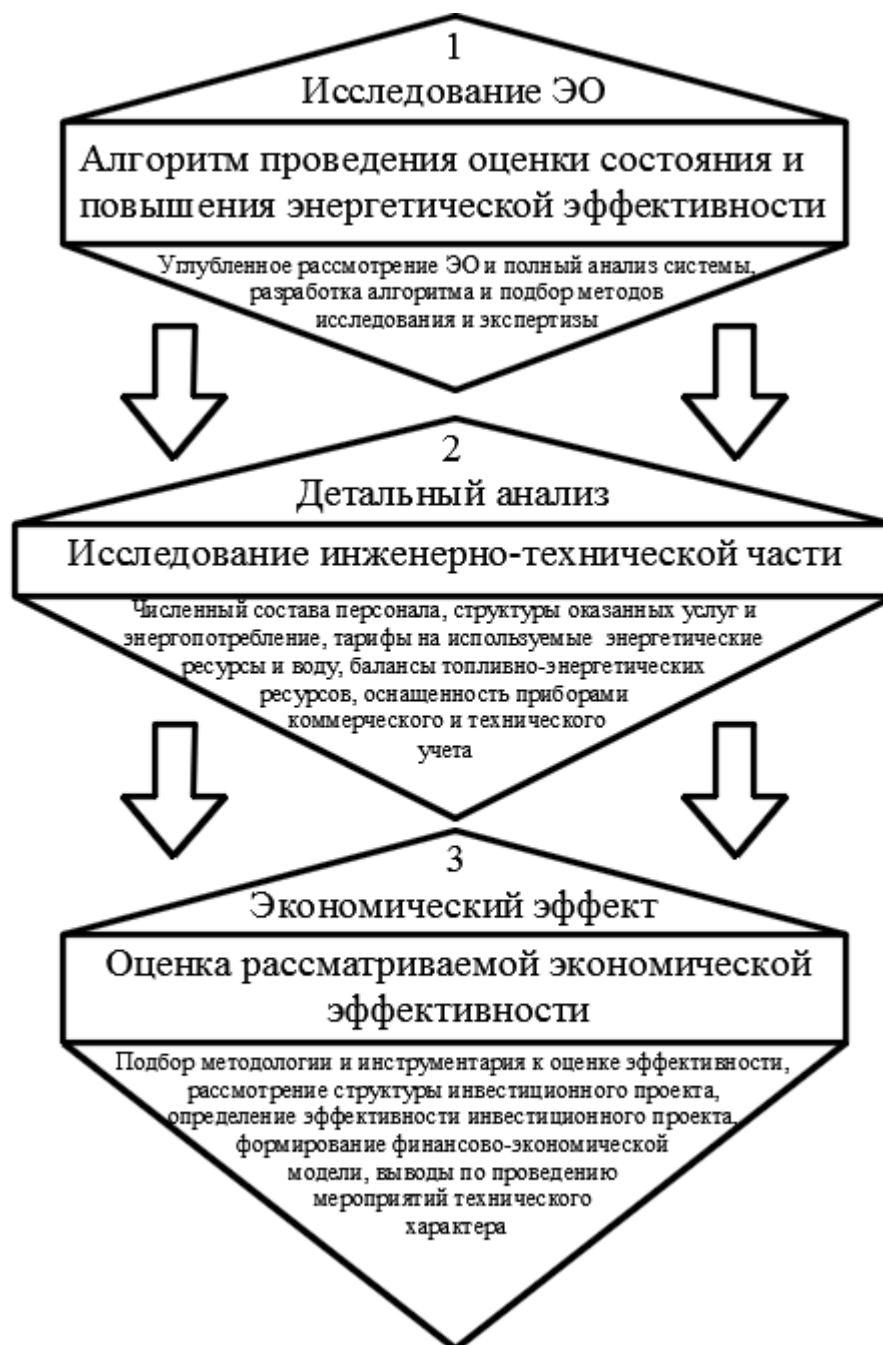 1
Исследование ЭО
Алгоритм проведения оценки состояния и
повышения энергетической эффективности
Углубленное рассмотрение ЭО и полный анализ системы,
разработка алгоритма и подбор методов
исследования и экспертизы
2
Детальный анализ
Исследование инженерно-технической части
Численный состава персонала, структуры оказанных услуг и
энергопотребление, тарифы на используемые энергетические
ресурсы и воду, балансы топливно-энергетических
ресурсов, оснащенность приборами
коммерческого и технического
учета
3
Экономический эффект
Оценка рассматриваемой экономической
эффективности
Подбор методологии и инструментария к оценке эффективности,
рассмотрение структуры инвестиционного проекта,
определение эффективности инвестиционного проекта,
формирование финансово-экономической
модели, выводы по проведению
мероприятий технического
характера